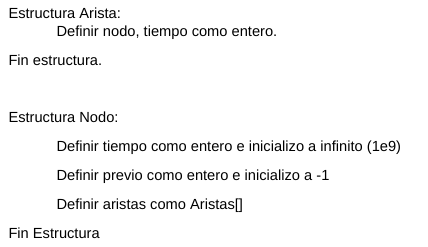 Estructura Arista:
Definir nodo, tiempo como entero.
Fin estructura.
Estructura Nodo:
Definir tiempo como entero e inicializo a infinito (1e9)
Definir previo como entero e inicializo a -1
Definir aristas como Aristas[]
Fin Estructura